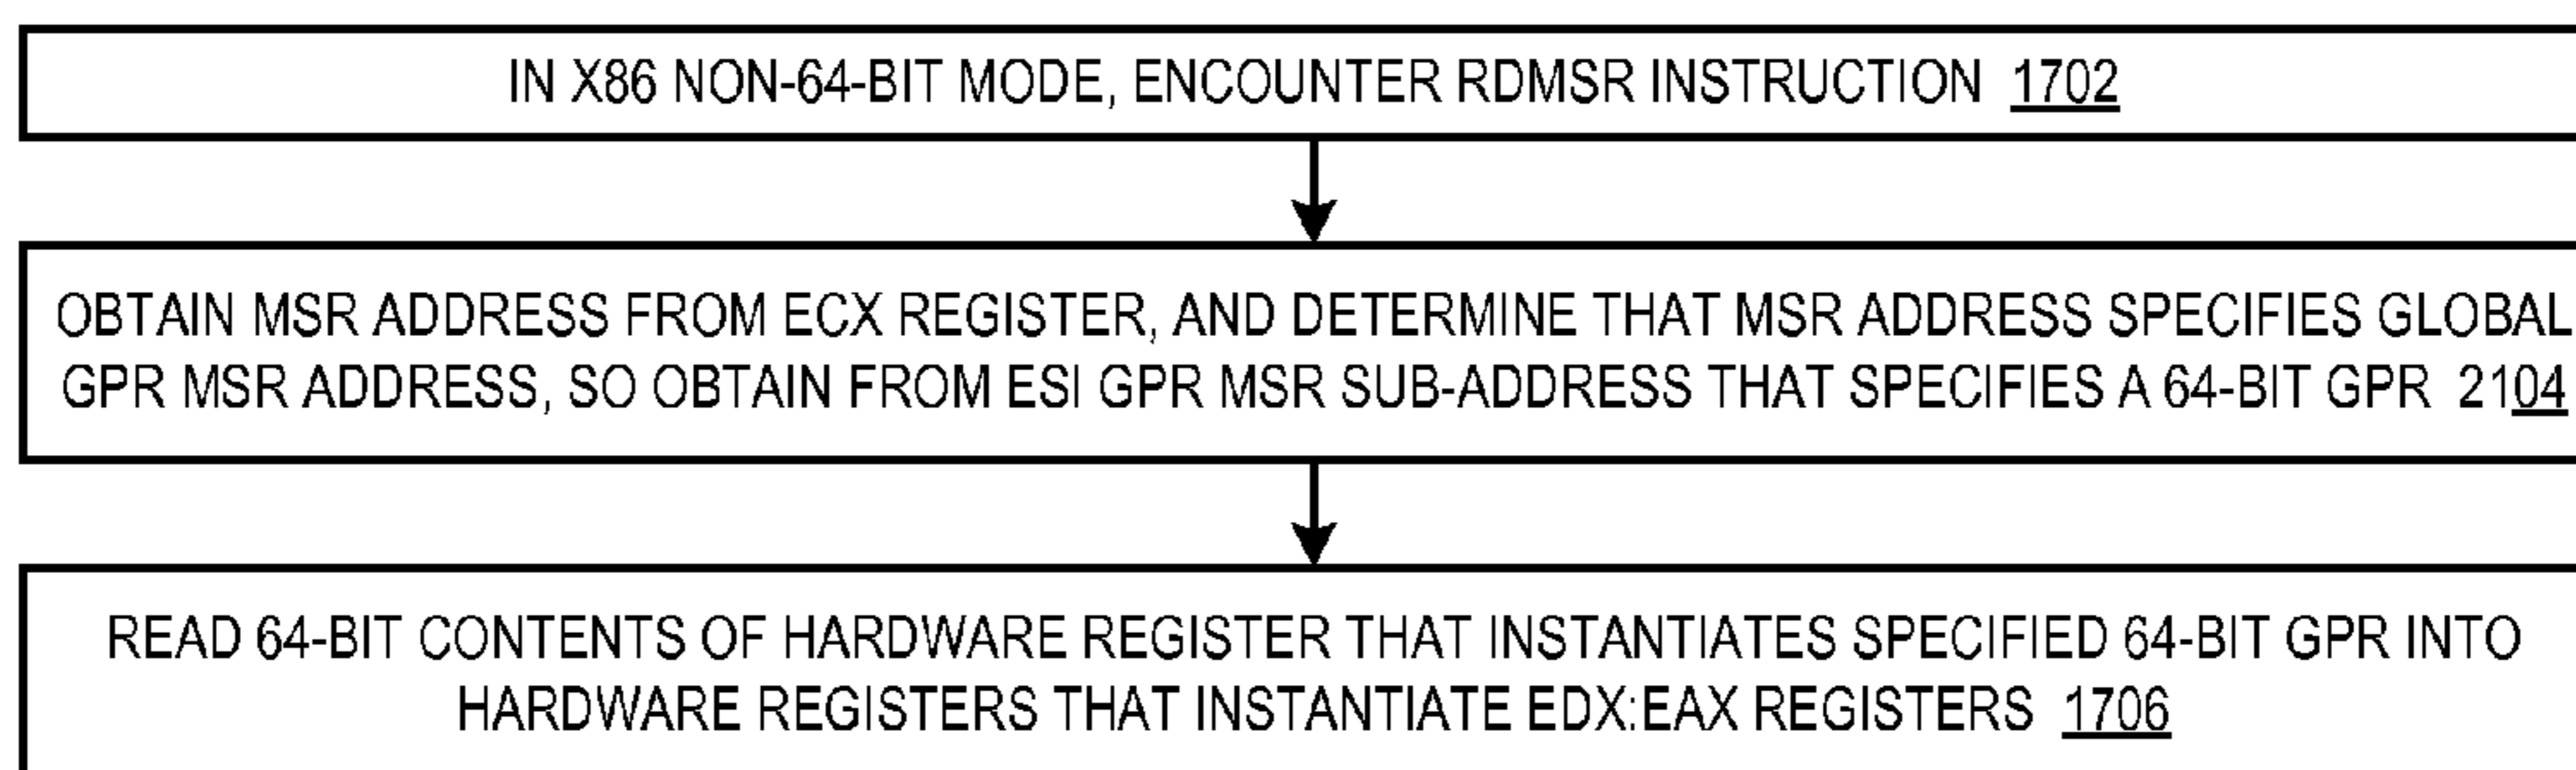 IN X86 NON-64-BIT MODE, ENCOUNTER RDMSR INSTRUCTION 1702
OBTAIN MSR ADDRESS FROM ECX REGISTER, AND DETERMINE THAT MSR ADDRESS SPECIFIES GLOBAL
GPR MSR ADDRESS, SO OBTAIN FROM ESI GPR MSR SUB-ADDRESS THAT SPECIFIES A 64-BIT GPR 2104
READ 64-BIT CONTENTS OF HARDWARE REGISTER THAT INSTANTIATES SPECIFIED 64-BIT GPR INTO
HARDWARE REGISTERS THAT INSTANTIATE EDX:EAX REGISTERS 1706